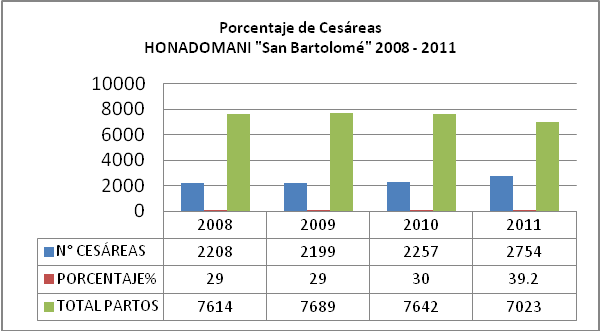 Porcentaje de Cesáreas
HONADOMANI "San Bartolomé" 2008 - 2011
10000
8000
6000
4000
2000
0
2008 2009 2010 2011
N° CESÁREAS 2208 2199 2257 2754
PORCENTAJE% 29 29 30 39.2
TOTAL PARTOS 7614 7689 7642 7023